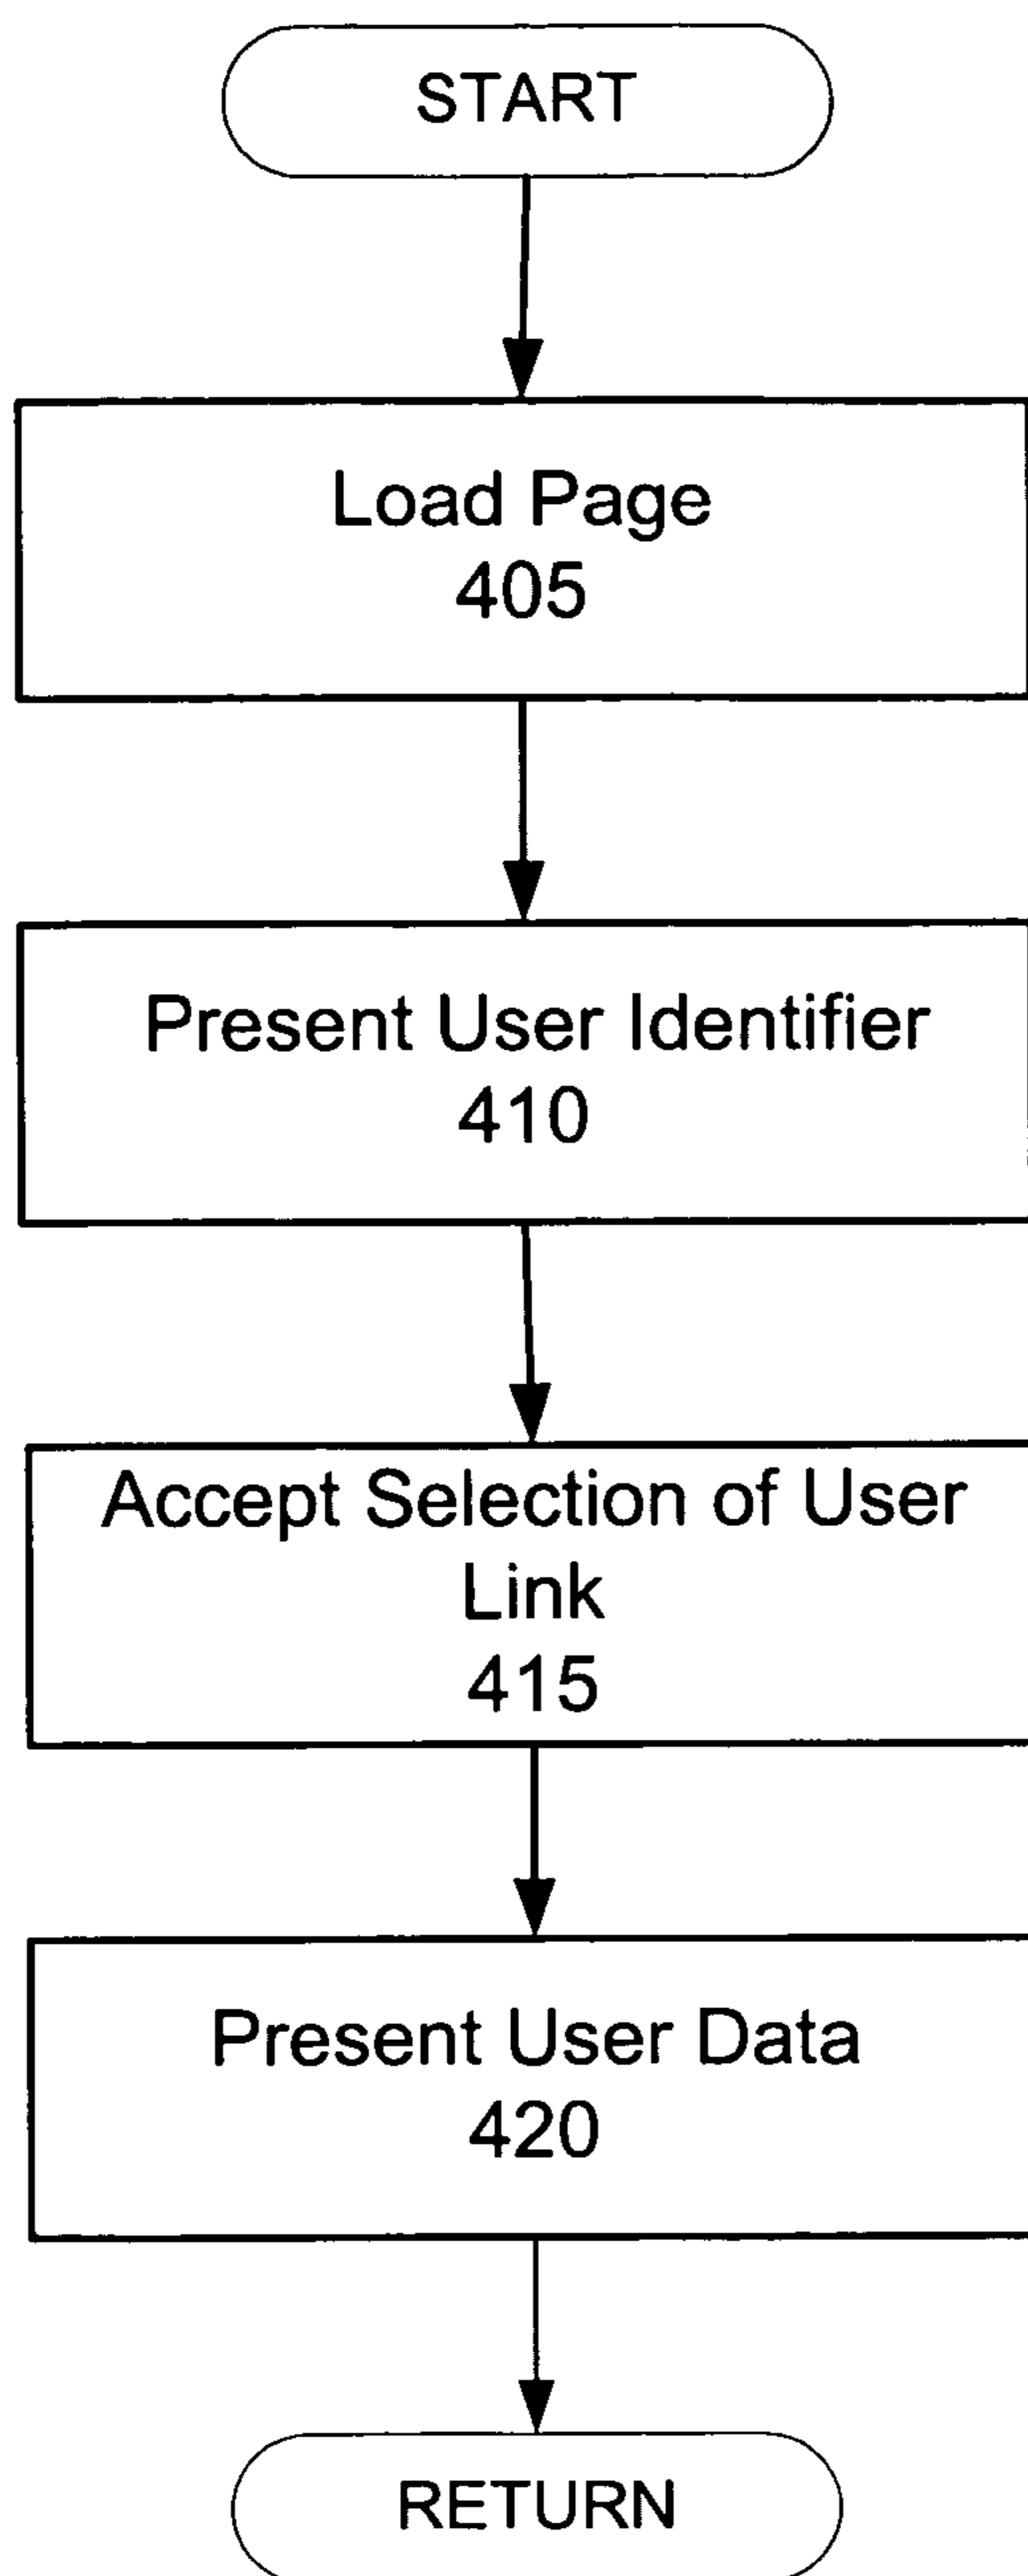 START
Load Page
405
Present User Identifier
410
Accept Selection of User
Link
415
Present User Data
420
RETURN